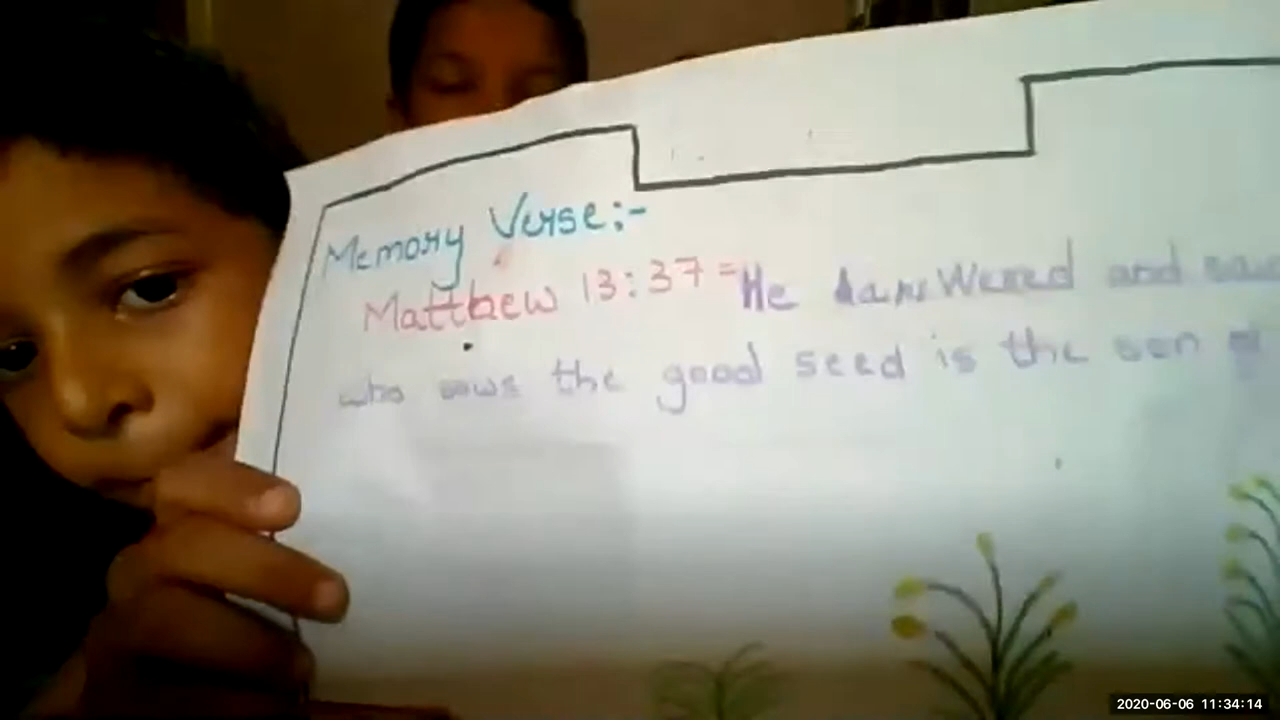 Memory Verse:-
Matthew 13:37 = He answered and
who sows the good seed is the son
2020-06-06 11:34:14